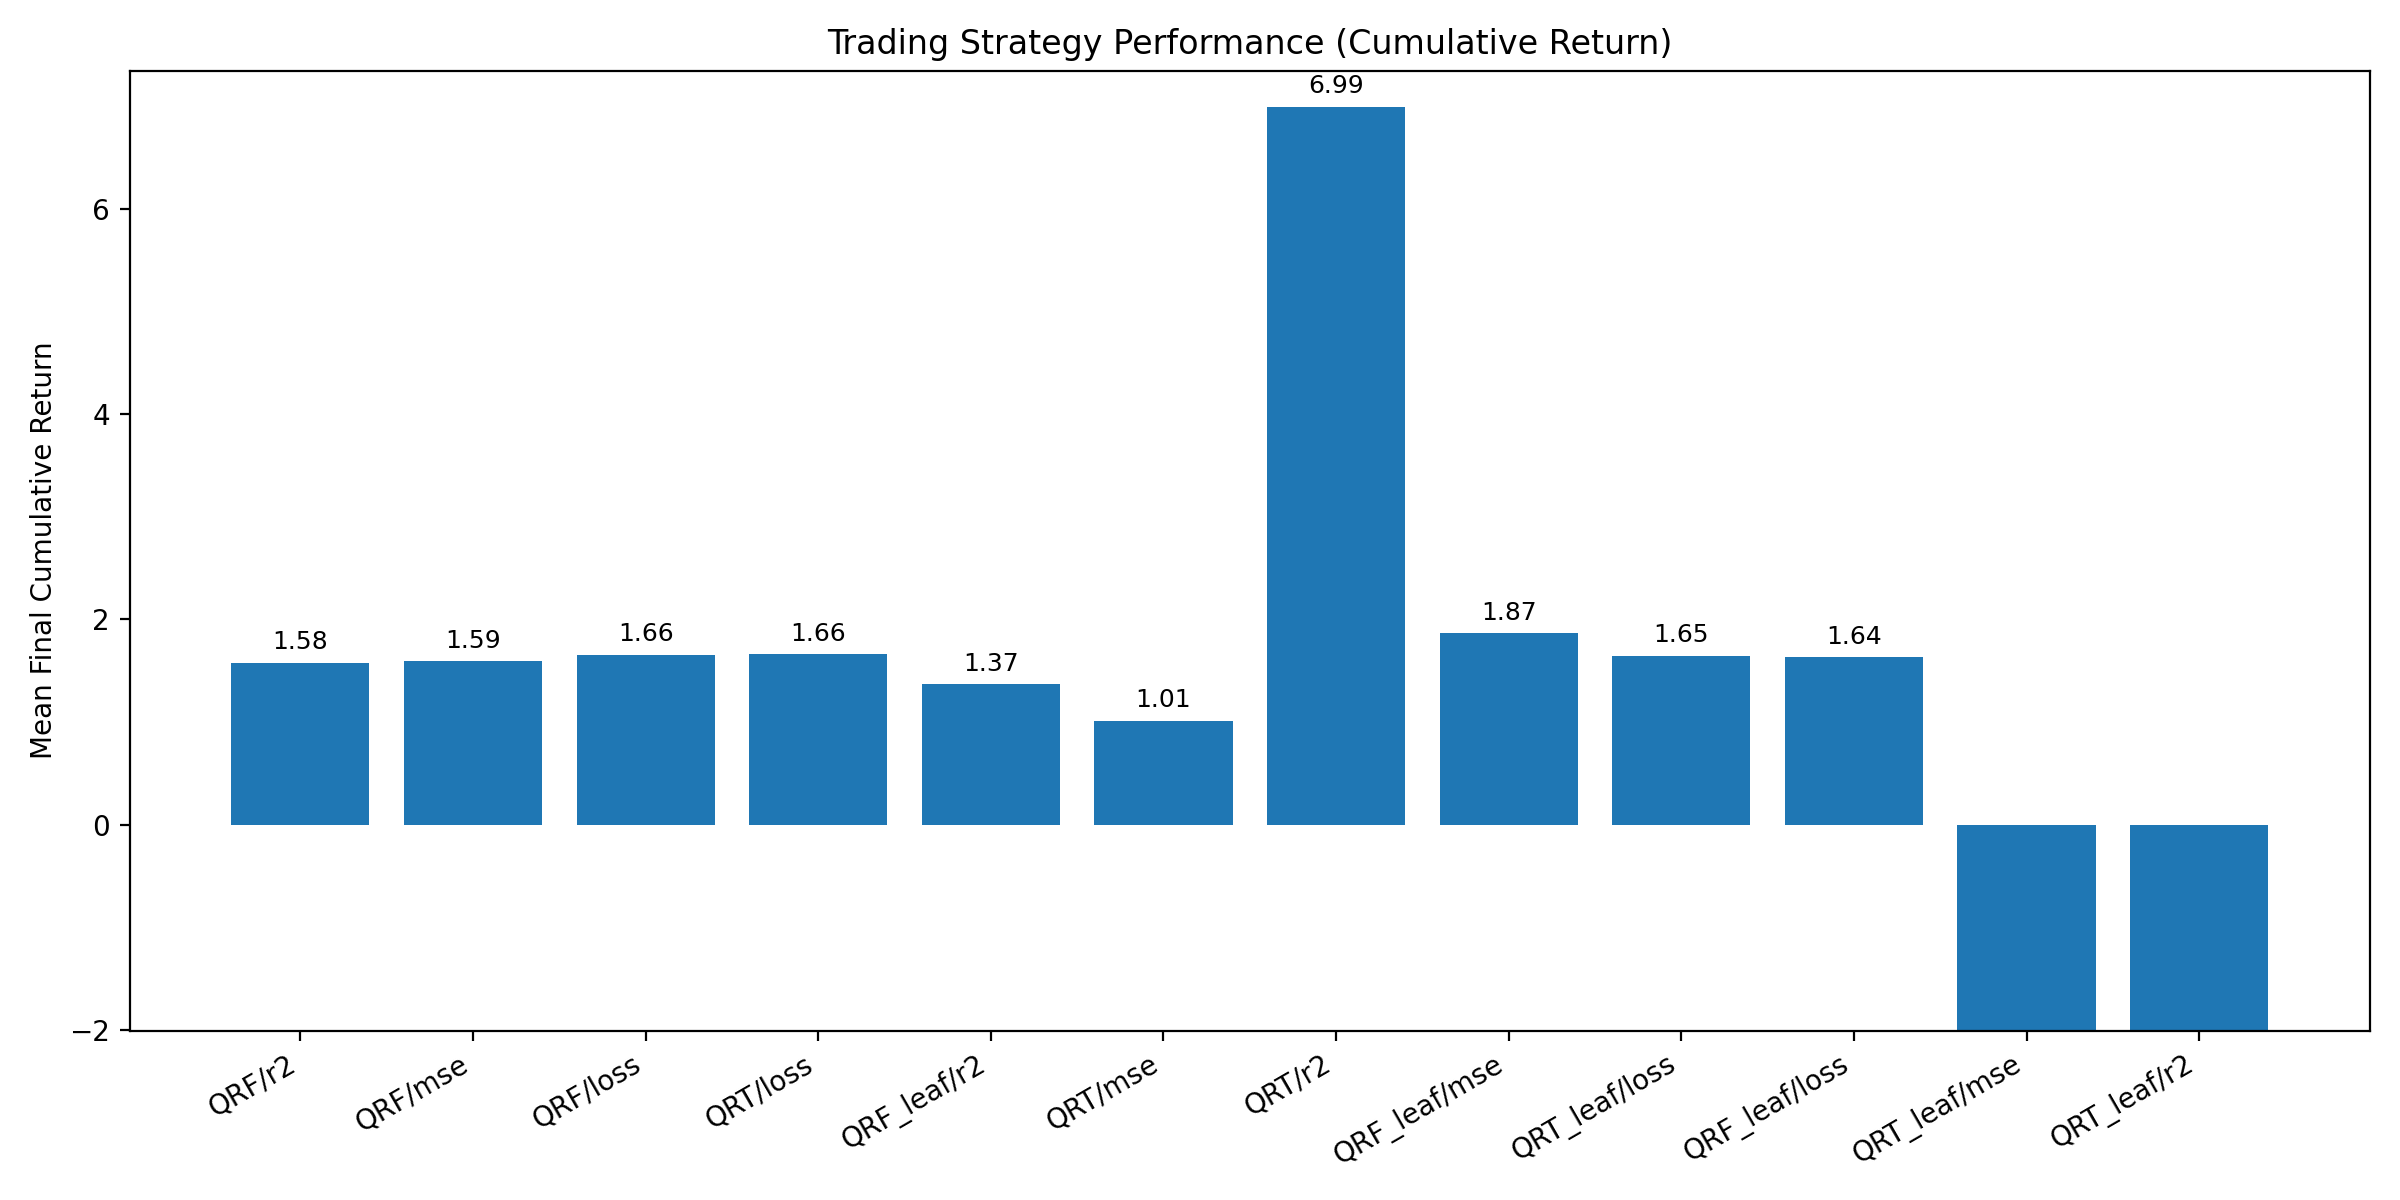 Trading Strategy Performance (Cumulative Return)
Mean Final Cumulative Return
6
4
2
0
−2
1.58
1.59
1.66
1.66
1.37
1.01
6.99
1.87
1.65
1.64
QRF/r2
QRF/mse
QRF/loss
QRT/loss
QRF_leaf/r2
QRT/mse
QRT/r2
QRF_leaf/mse
QRT_leaf/loss
QRF_leaf/loss
QRT_leaf/mse
QRT_leaf/r2